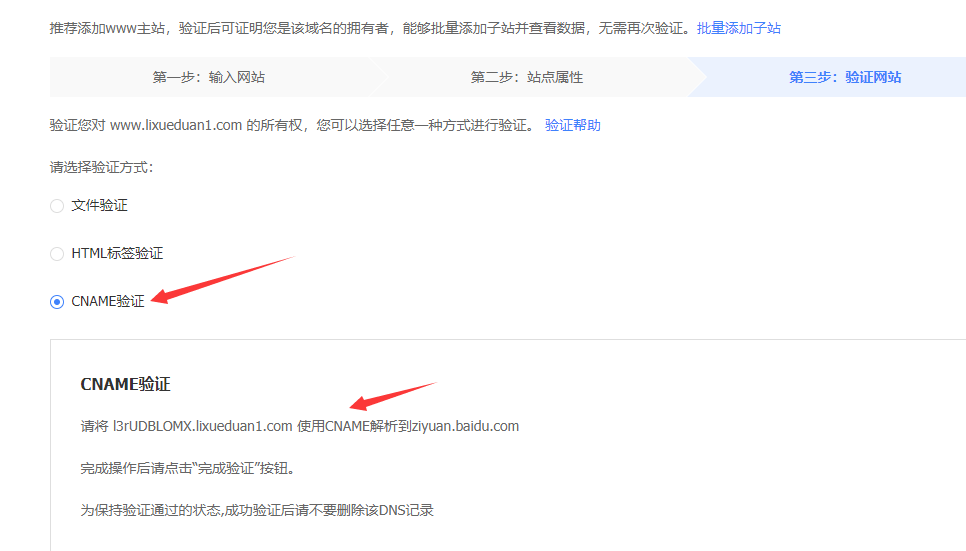 推荐添加www主站，验证后可证明您是该域名的拥有者，能够批量添加子站并查看数据，无需再次验证。批量添加子站
第一步：输入网站 第二步：站点属性 第三步：验证网站
验证您对 www.lixueduan1.com 的所有权，您可以选择任意一种方式进行验证。 验证帮助
请选择验证方式：
文件验证
HTML标签验证
CNAME验证
CNAME验证
请将 l3rUDBLOMX.lixueduan1.com 使用CNAME解析到ziyuan.baidu.com
完成操作后请点击“完成验证”按钮。
为保持验证通过的状态,成功验证后请不要删除该DNS记录